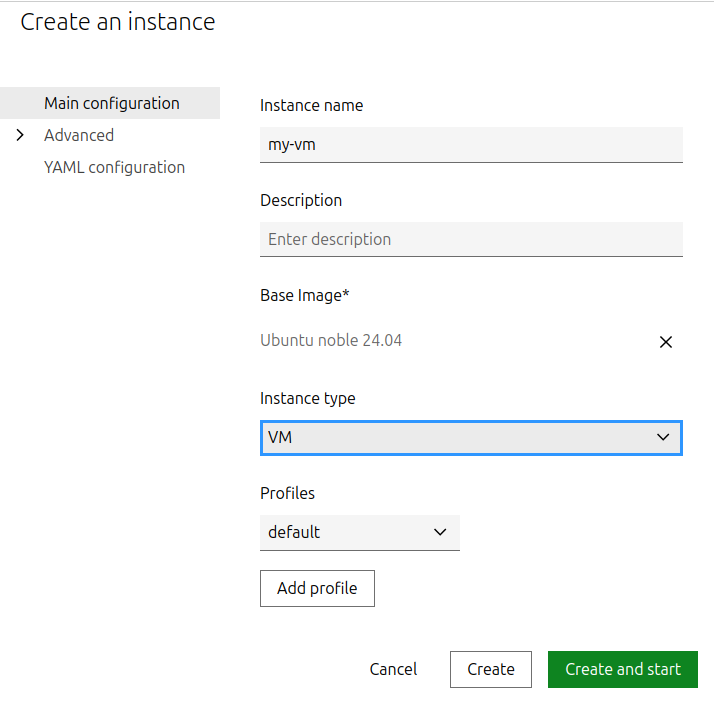 Create an instance
Main configuration
Advanced
YAML configuration
Instance name
my-vm
Description
Enter description
Base Image*
Ubuntu noble 24.04
Instance type
VM
Profiles
default
Add profile
Cancel
Create
Create and start